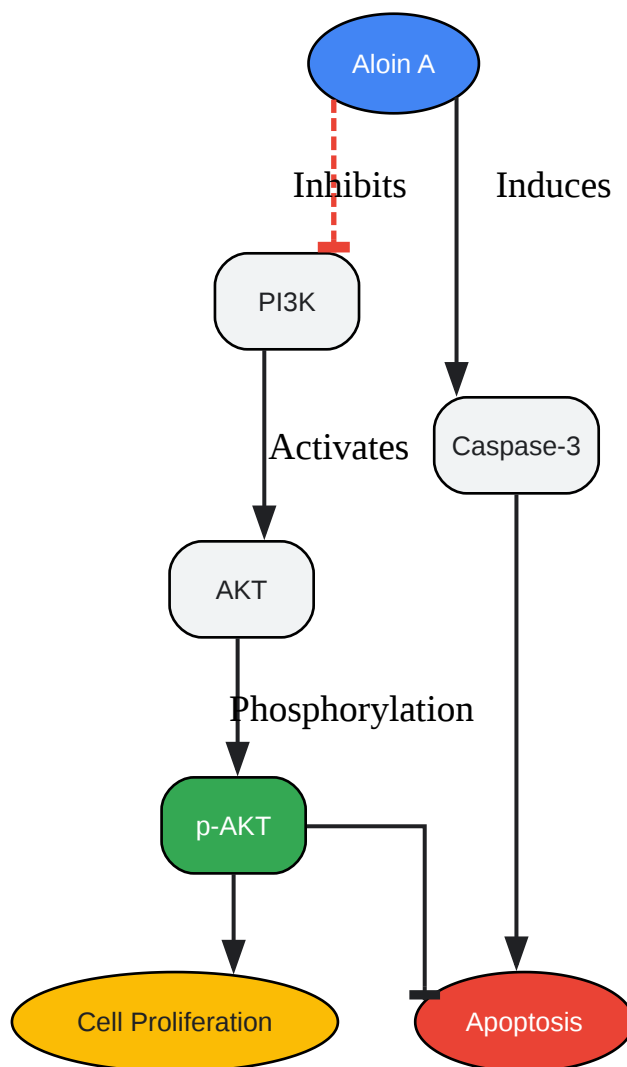 Aloin A
Inhibits
Induces
PI3K
Activates
Caspase-3
AKT
Phosphorylation
p-AKT
Cell Proliferation
Apoptosis